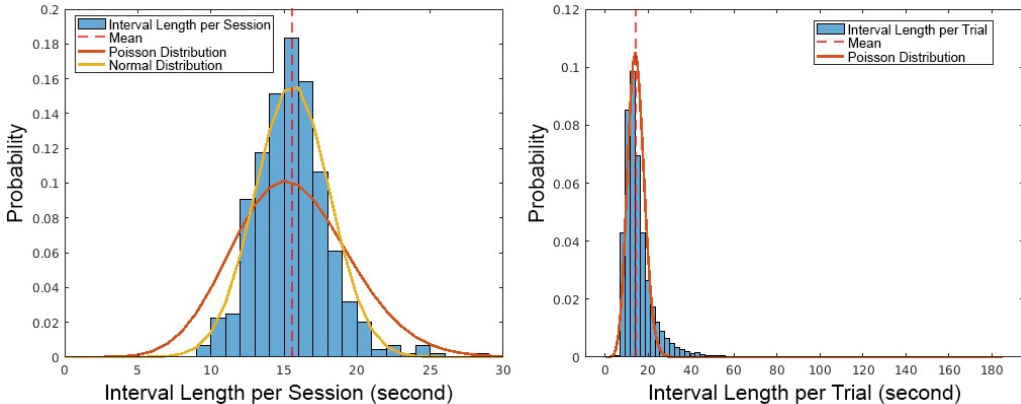 Interval Length per Session
Mean
Poisson Distribution
Normal Distribution
0.2
0.18
0.16
0.14
0.12
0.1
0.08
0.06
0.04
0.02
0
Probability
0 5 10 15 20 25 30
Interval Length per Session (second)
Interval Length per Trial
Mean
Poisson Distribution
0.12
0.1
0.08
0.06
0.04
0.02
0
Probability
0 20 40 60 80 100 120 140 160 180
Interval Length per Trial (second)